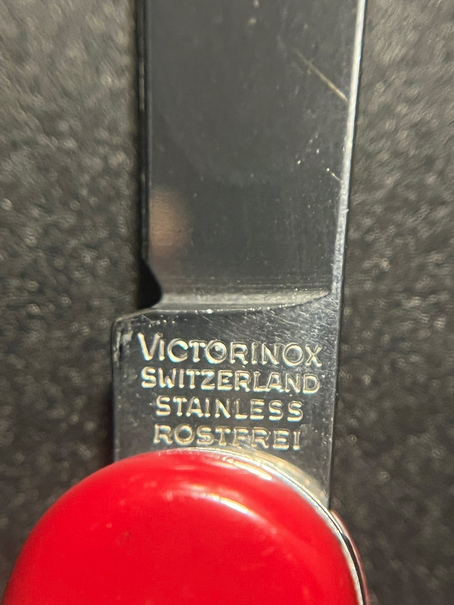 VICTORINOX
SWITZERLAND
STAINLESS
ROSTFREI